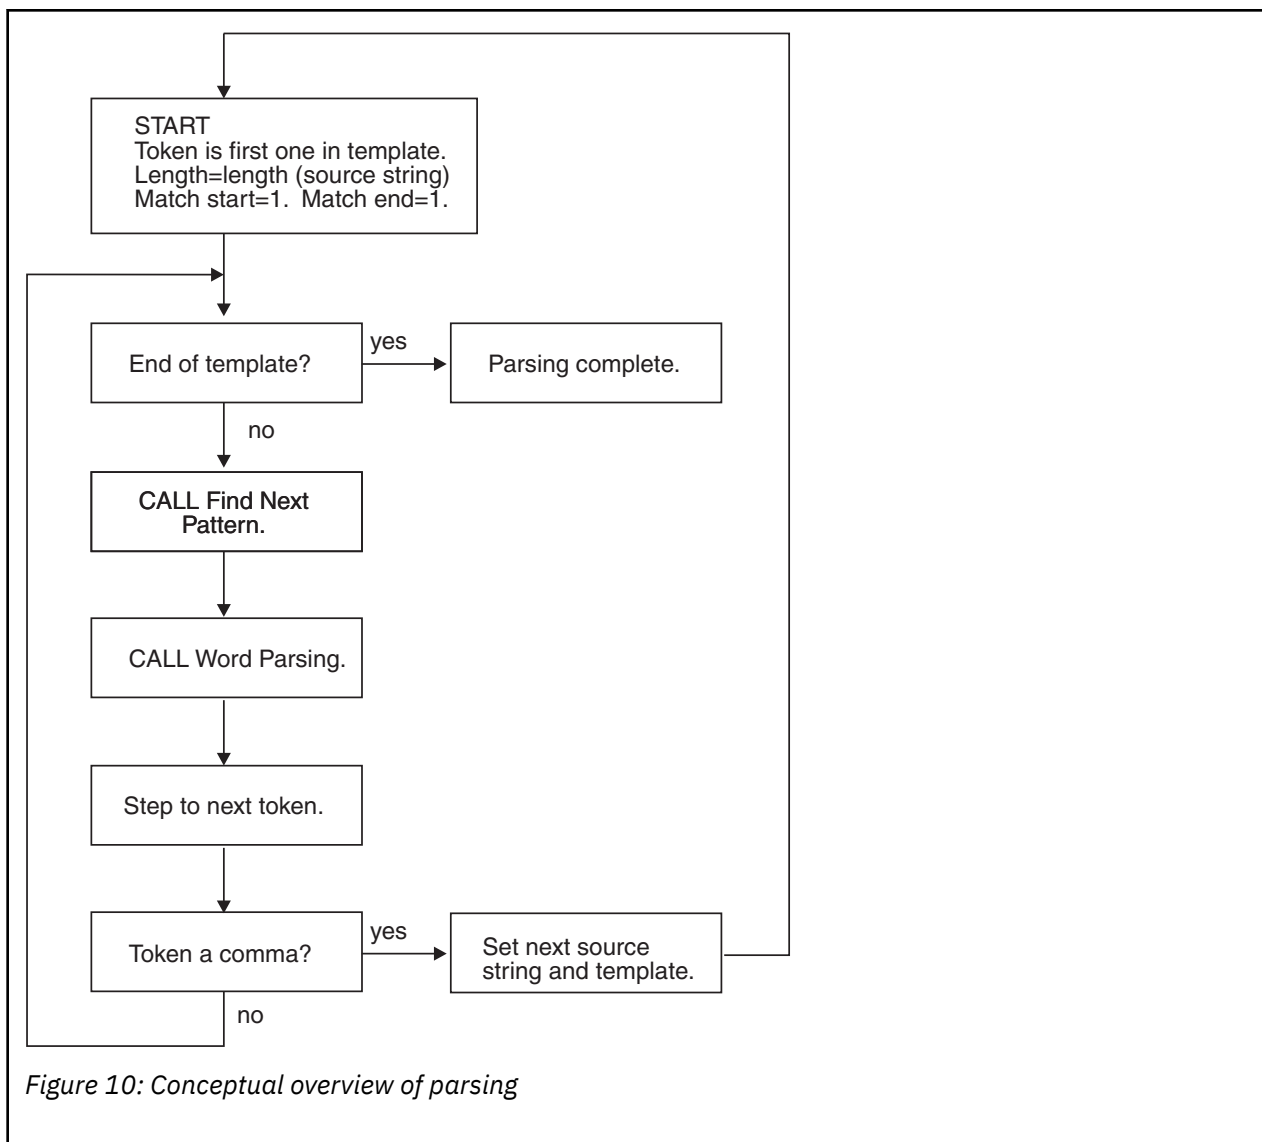 START
Token is first one in template.
Length=length (source string)
Match start=1.  Match end=1.
End of template?
yes
Parsing complete.
no
CALL Find Next
Pattern.
CALL Word Parsing.
Step to next token.
Token a comma?
yes
Set next source
string and template.
no
Figure 10: Conceptual overview of parsing